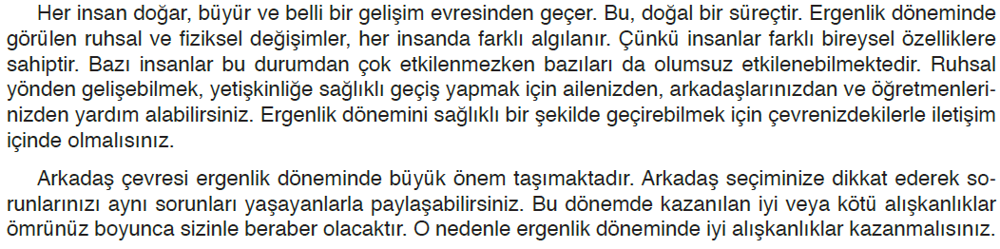 Her insan doğar, büyür ve belli bir gelişim evresinden geçer. Bu, doğal bir süreçtir. Ergenlik döneminde
görülen ruhsal ve fiziksel değişimler, her insanda farklı algılanır. Çünkü insanlar farklı bireysel özelliklere
sahiptir. Bazı insanlar bu durumdan çok etkilenmezken bazıları da olumsuz etkilenebilmektedir. Ruhsal
yönden gelişebilmek, yetişkinliğe sağlıklı geçiş yapmak için ailenizden, arkadaşlarınızdan ve öğretmenleri-
nizden yardım alabilirsiniz. Ergenlik dönemini sağlıklı bir şekilde geçirebilmek için çevrenizdekilerle iletişim
içinde olmalısınız.
Arkadaş çevresi ergenlik döneminde büyük önem taşımaktadır. Arkadaş seçiminize dikkat ederek so-
runlarınızı aynı sorunları yaşayanlarla paylaşabilirsiniz. Bu dönemde kazanılan iyi veya kötü alışkanlıklar
ömrünüz boyunca sizinle beraber olacaktır. O nedenle ergenlik döneminde iyi alışkanlıklar kazanmalısınız.